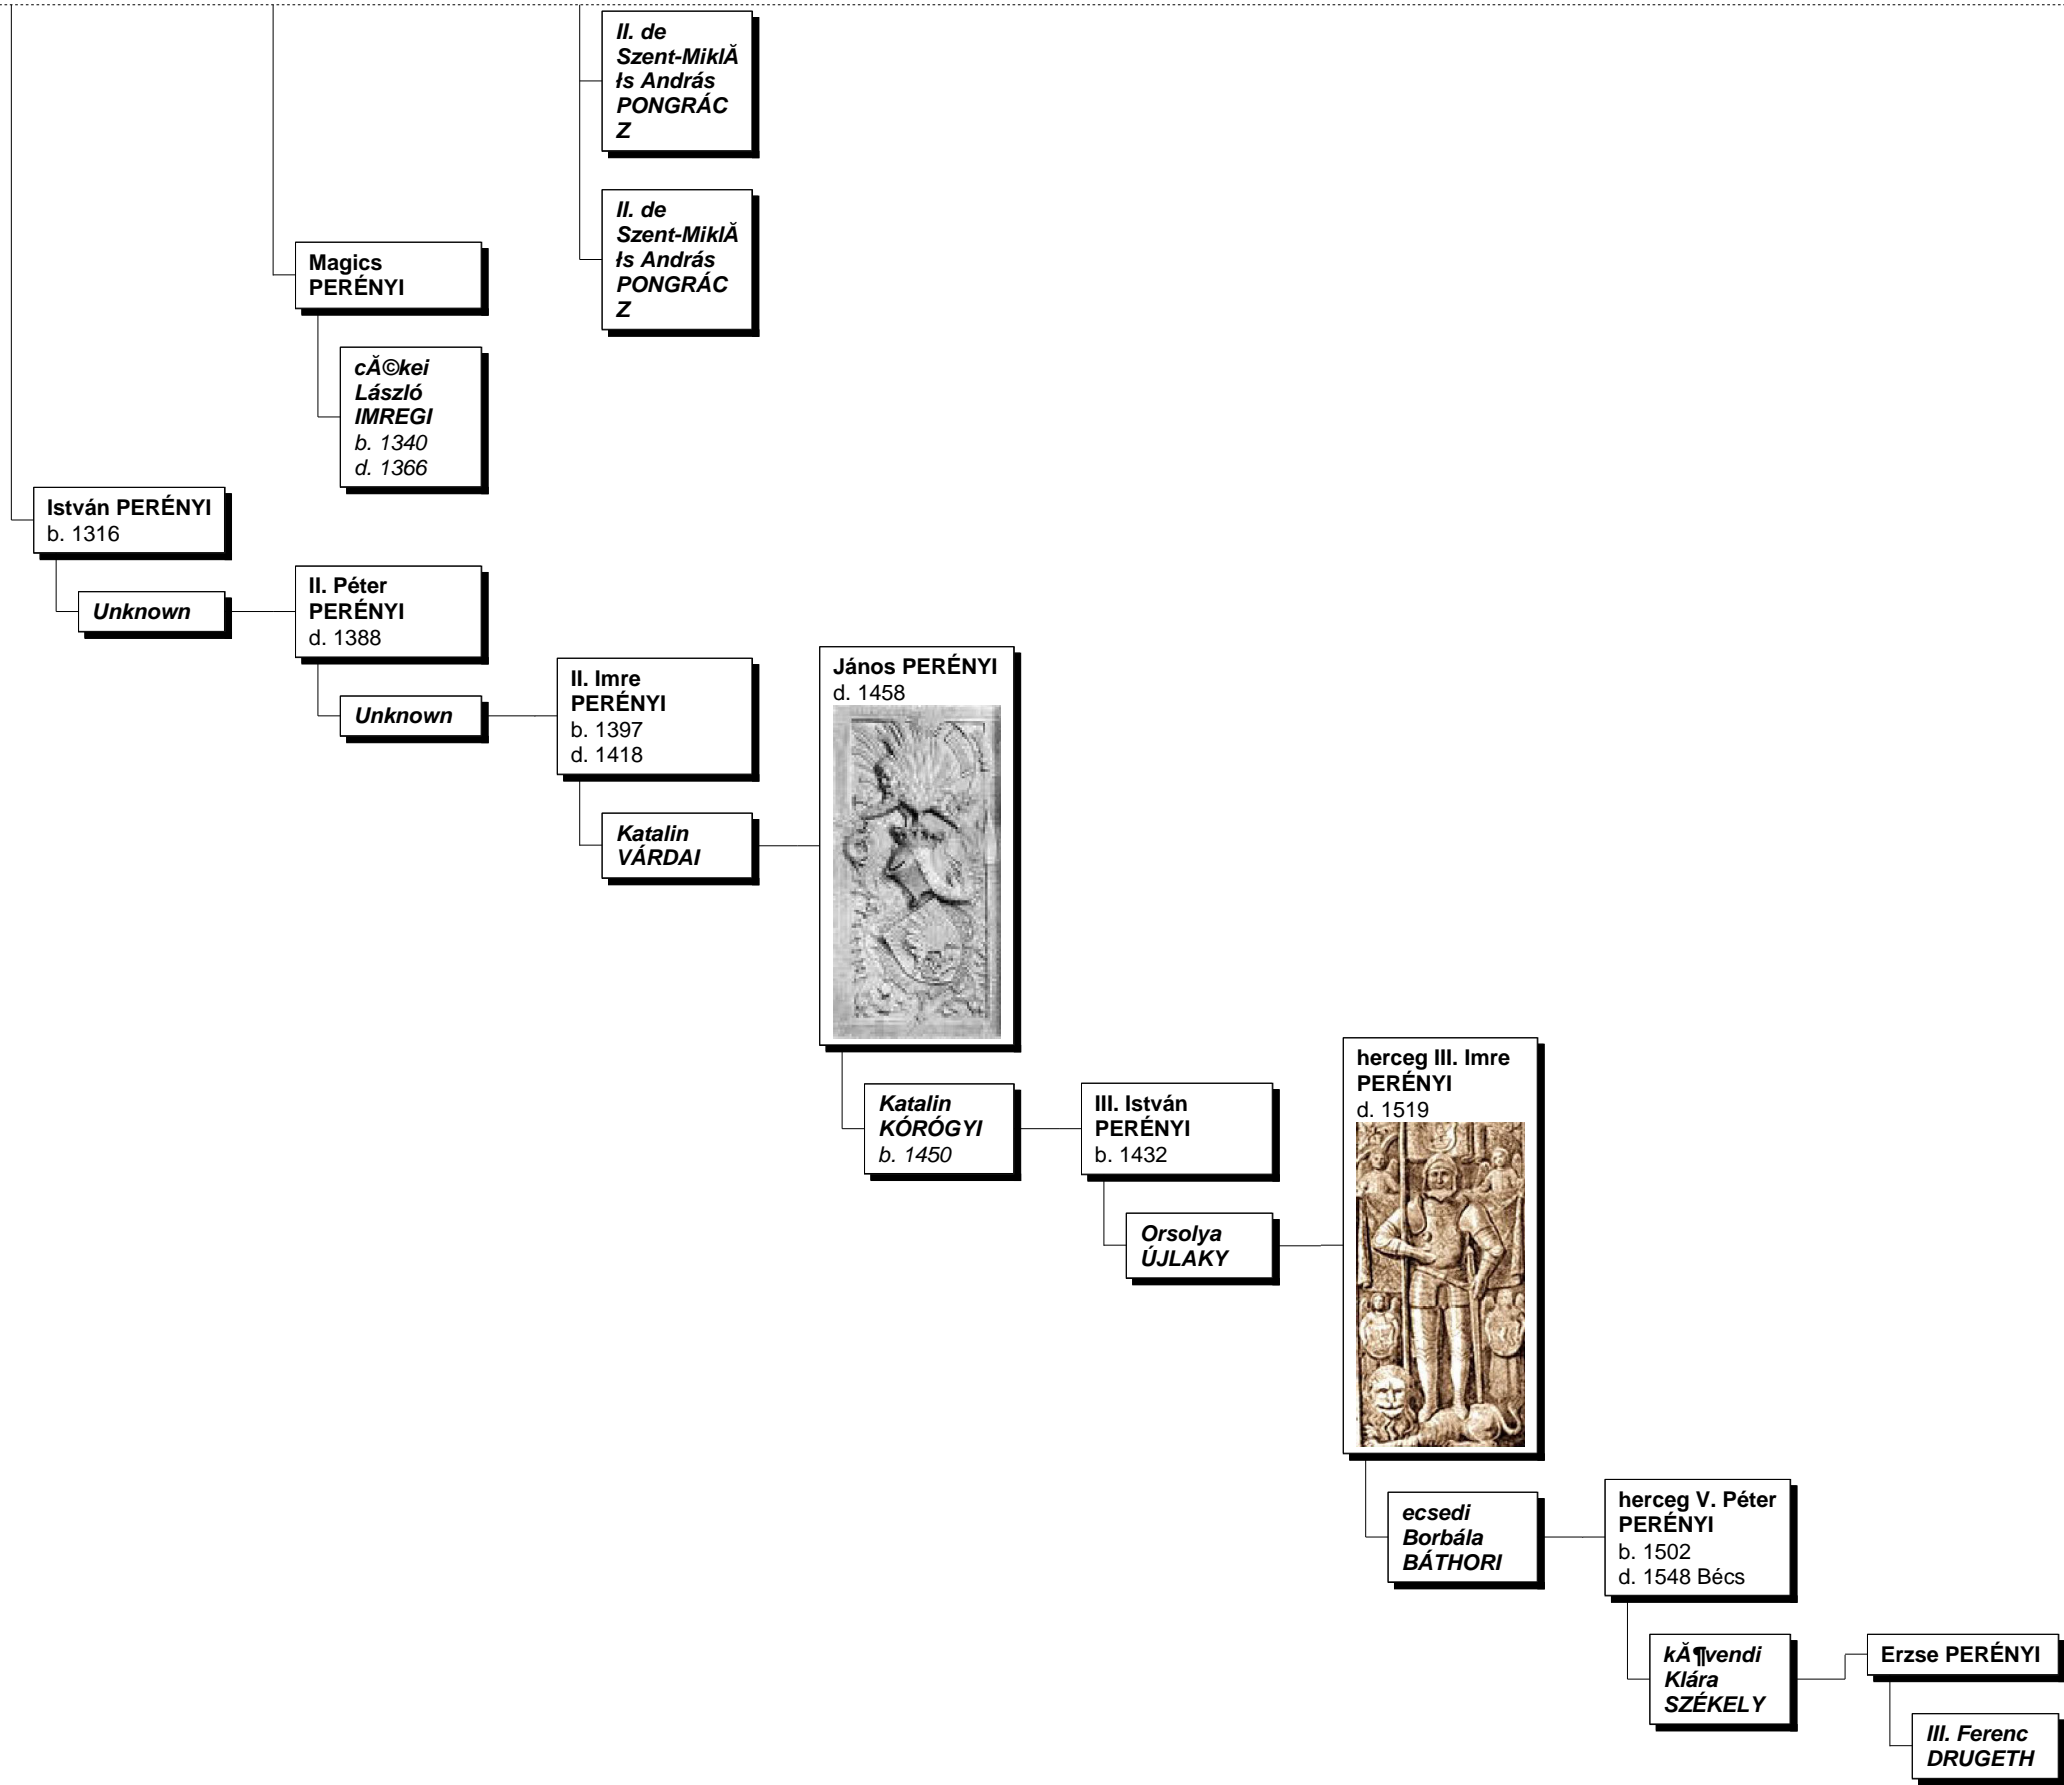 II. de
Szent-MiklĂ
łs András
PONGRÁC
Z
II. de
Szent-MiklĂ
łs András
PONGRÁC
Z
Magics
PERÉNYI
cĂ©kei
László
IMREGI
b. 1340
d. 1366
István PERÉNYI
b. 1316
Unknown
II. Péter
PERÉNYI
d. 1388
Unknown
II. Imre
PERÉNYI
b. 1397
d. 1418
Katalin
VÁRDAI
János PERÉNYI
d. 1458
Katalin
KÓRÓGYI
b. 1450
III. István
PERÉNYI
b. 1432
Orsolya
ÚJLAKY
herceg III. Imre
PERÉNYI
d. 1519
ecsedi
Borbála
BÁTHORI
herceg V. Péter
PERÉNYI
b. 1502
d. 1548 Bécs
kĂ¶vendi
Klára
SZÉKELY
Erzse PERÉNYI
III. Ferenc
DRUGETH